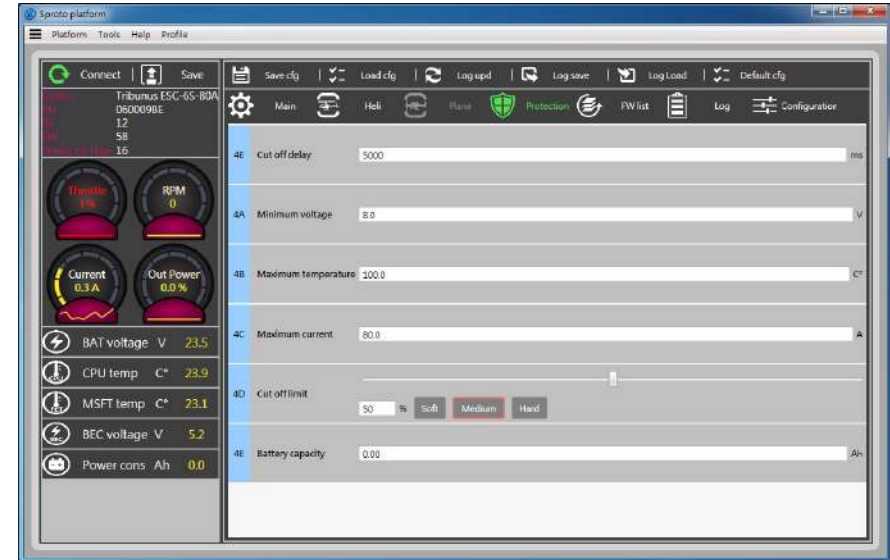 Sproto platform
Platform Tools Help Profile
Connect Save
Save cfg Load cfg Log upd Log save Log Load Default cfg
Main Heli Plane Protection FW list Log Configuration
Tribunus ESC-6S-80A
060009BE
12
58
16
Throttle
1%
RPM
0
Current
0.3 A
Out Power
0.0 %
BAT voltage V 23.5
CPU temp C° 23.9
MSFT temp C° 23.1
BEC voltage V 5.2
Power cons Ah 0.0
4E Cut off delay 5000 ms
4A Minimum voltage 8.0 V
4B Maximum temperature 100.0 C°
4C Maximum current 80.0 A
4D Cut off limit
50 % Soft Medium Hard
4E Battery capacity 0.00 Ah